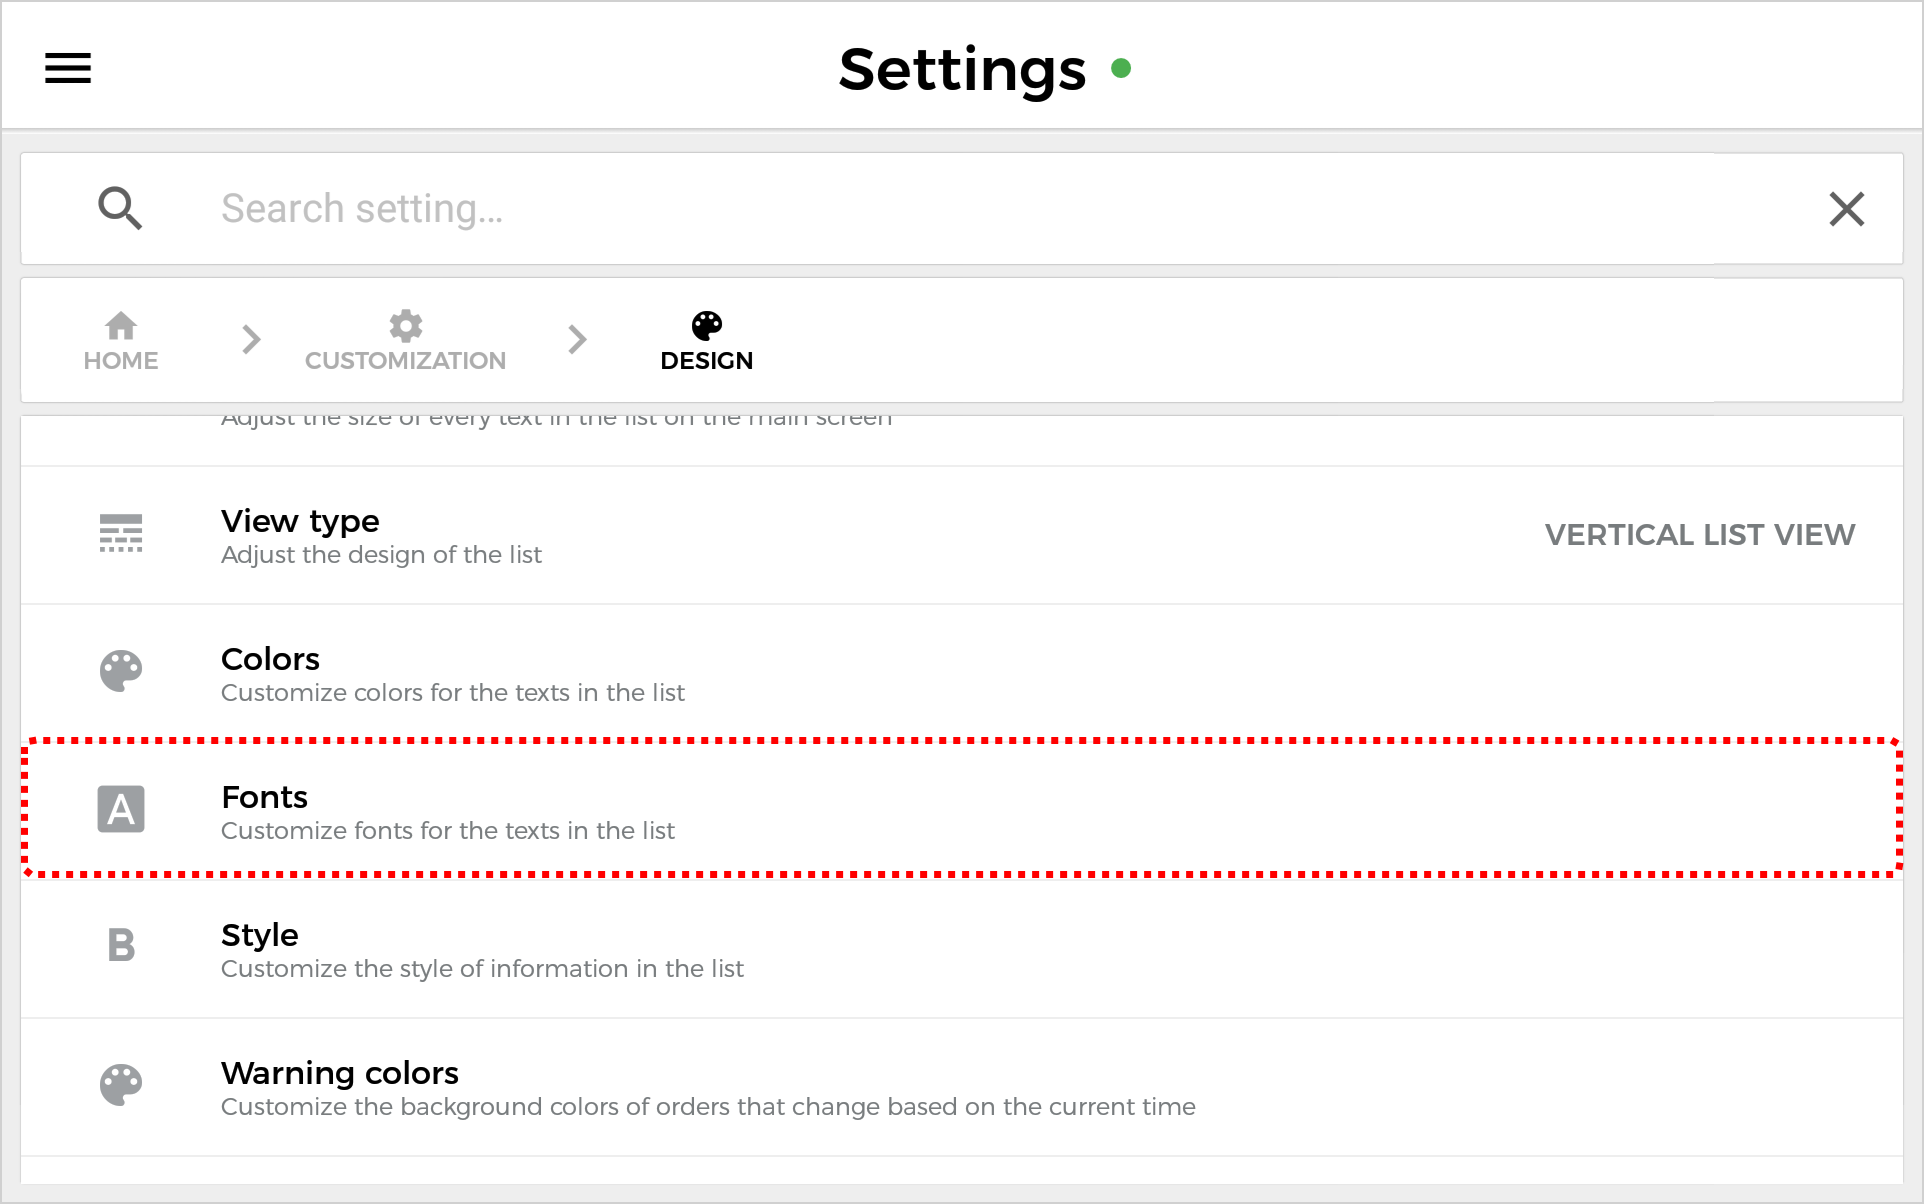 Settings
Search setting...
HOME
CUSTOMIZATION
DESIGN
Adjust the size of every text in the list on the main screen
View type
Adjust the design of the list
VERTICAL LIST VIEW
Colors
Customize colors for the texts in the list
A
Fonts
Customize fonts for the texts in the list
B
Style
Customize the style of information in the list
Warning colors
Customize the background colors of orders that change based on the current time